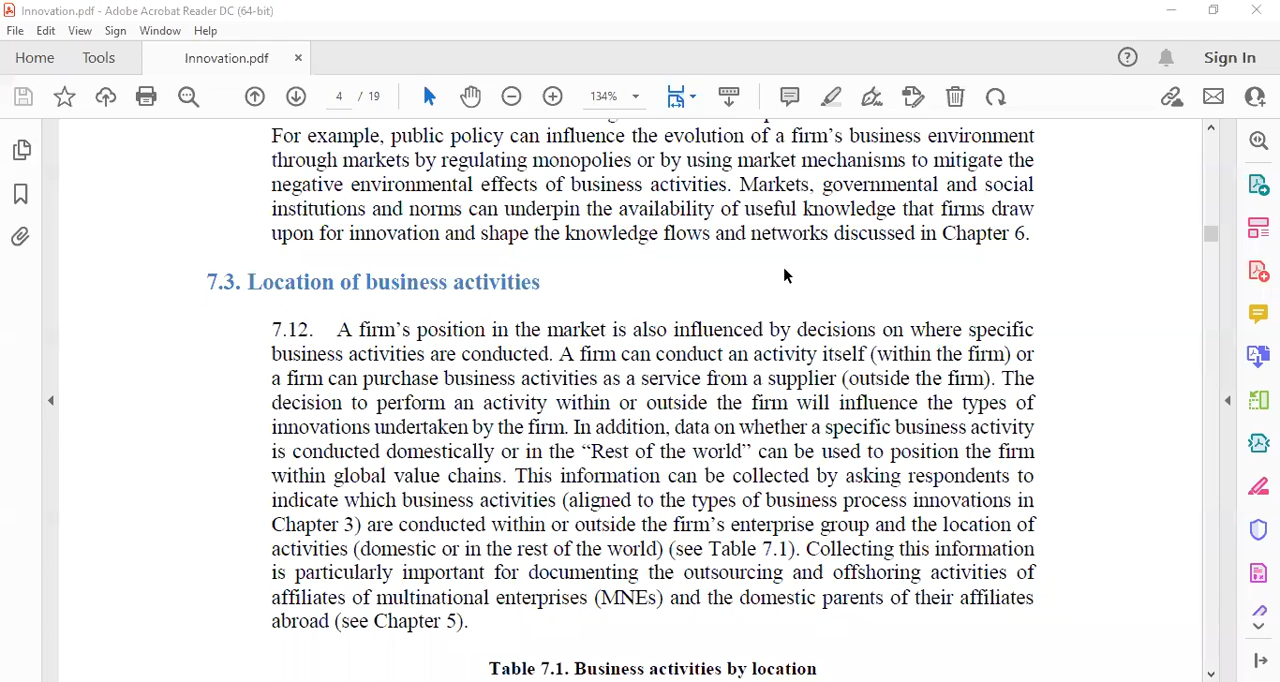 Innovation.pdf - Adobe Acrobat Reader DC (64-bit)
File Edit View Sign Window Help
Home Tools Innovation.pdf × Sign In
4 / 19 134%
For example, public policy can influence the evolution of a firm's business environment
through markets by regulating monopolies or by using market mechanisms to mitigate the
negative environmental effects of business activities. Markets, governmental and social
institutions and norms can underpin the availability of useful knowledge that firms draw
upon for innovation and shape the knowledge flows and networks discussed in Chapter 6.
7.3. Location of business activities
7.12. A firm's position in the market is also influenced by decisions on where specific
business activities are conducted. A firm can conduct an activity itself (within the firm) or
a firm can purchase business activities as a service from a supplier (outside the firm). The
decision to perform an activity within or outside the firm will influence the types of
innovations undertaken by the firm. In addition, data on whether a specific business activity
is conducted domestically or in the “Rest of the world” can be used to position the firm
within global value chains. This information can be collected by asking respondents to
indicate which business activities (aligned to the types of business process innovations in
Chapter 3) are conducted within or outside the firm's enterprise group and the location of
activities (domestic or in the rest of the world) (see Table 7.1). Collecting this information
is particularly important for documenting the outsourcing and offshoring activities of
affiliates of multinational enterprises (MNEs) and the domestic parents of their affiliates
abroad (see Chapter 5).
Table 7.1. Business activities by location